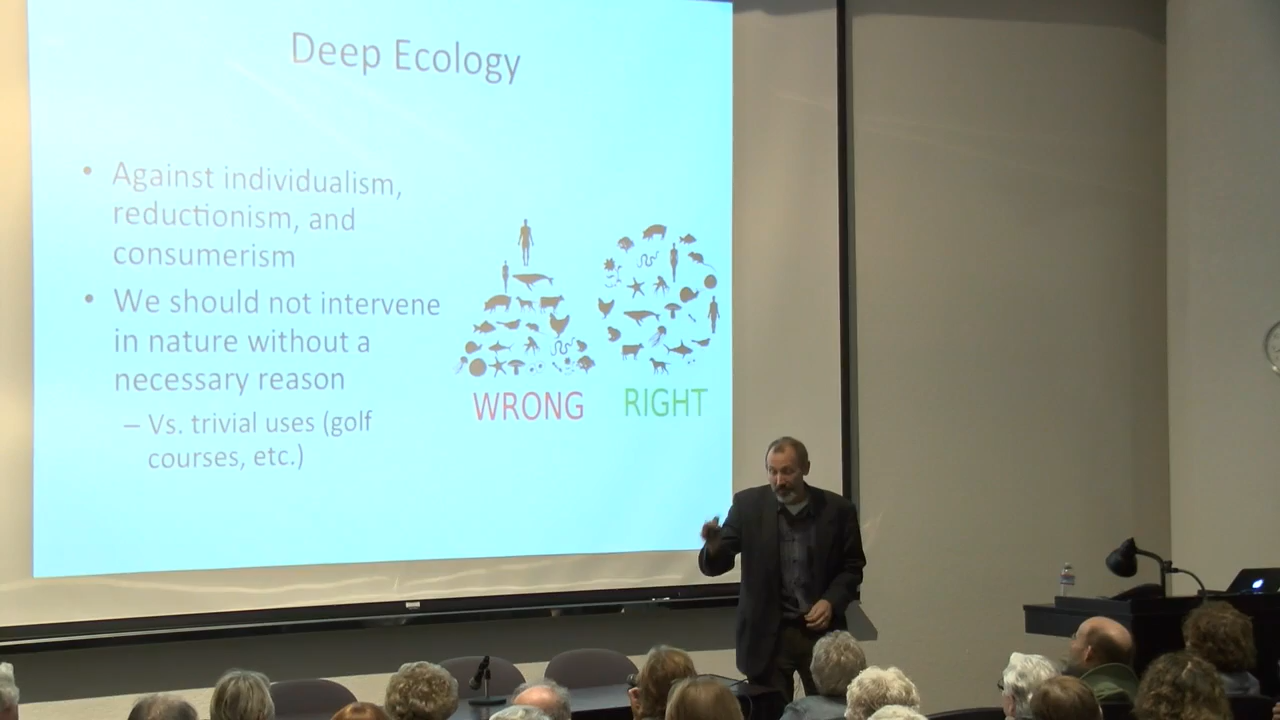 Deep Ecology
• Against individualism,
reductionism, and
consumerism
• We should not intervene
in nature without a
necessary reason
– Vs. trivial uses (golf
courses, etc.)
WRONG
RIGHT